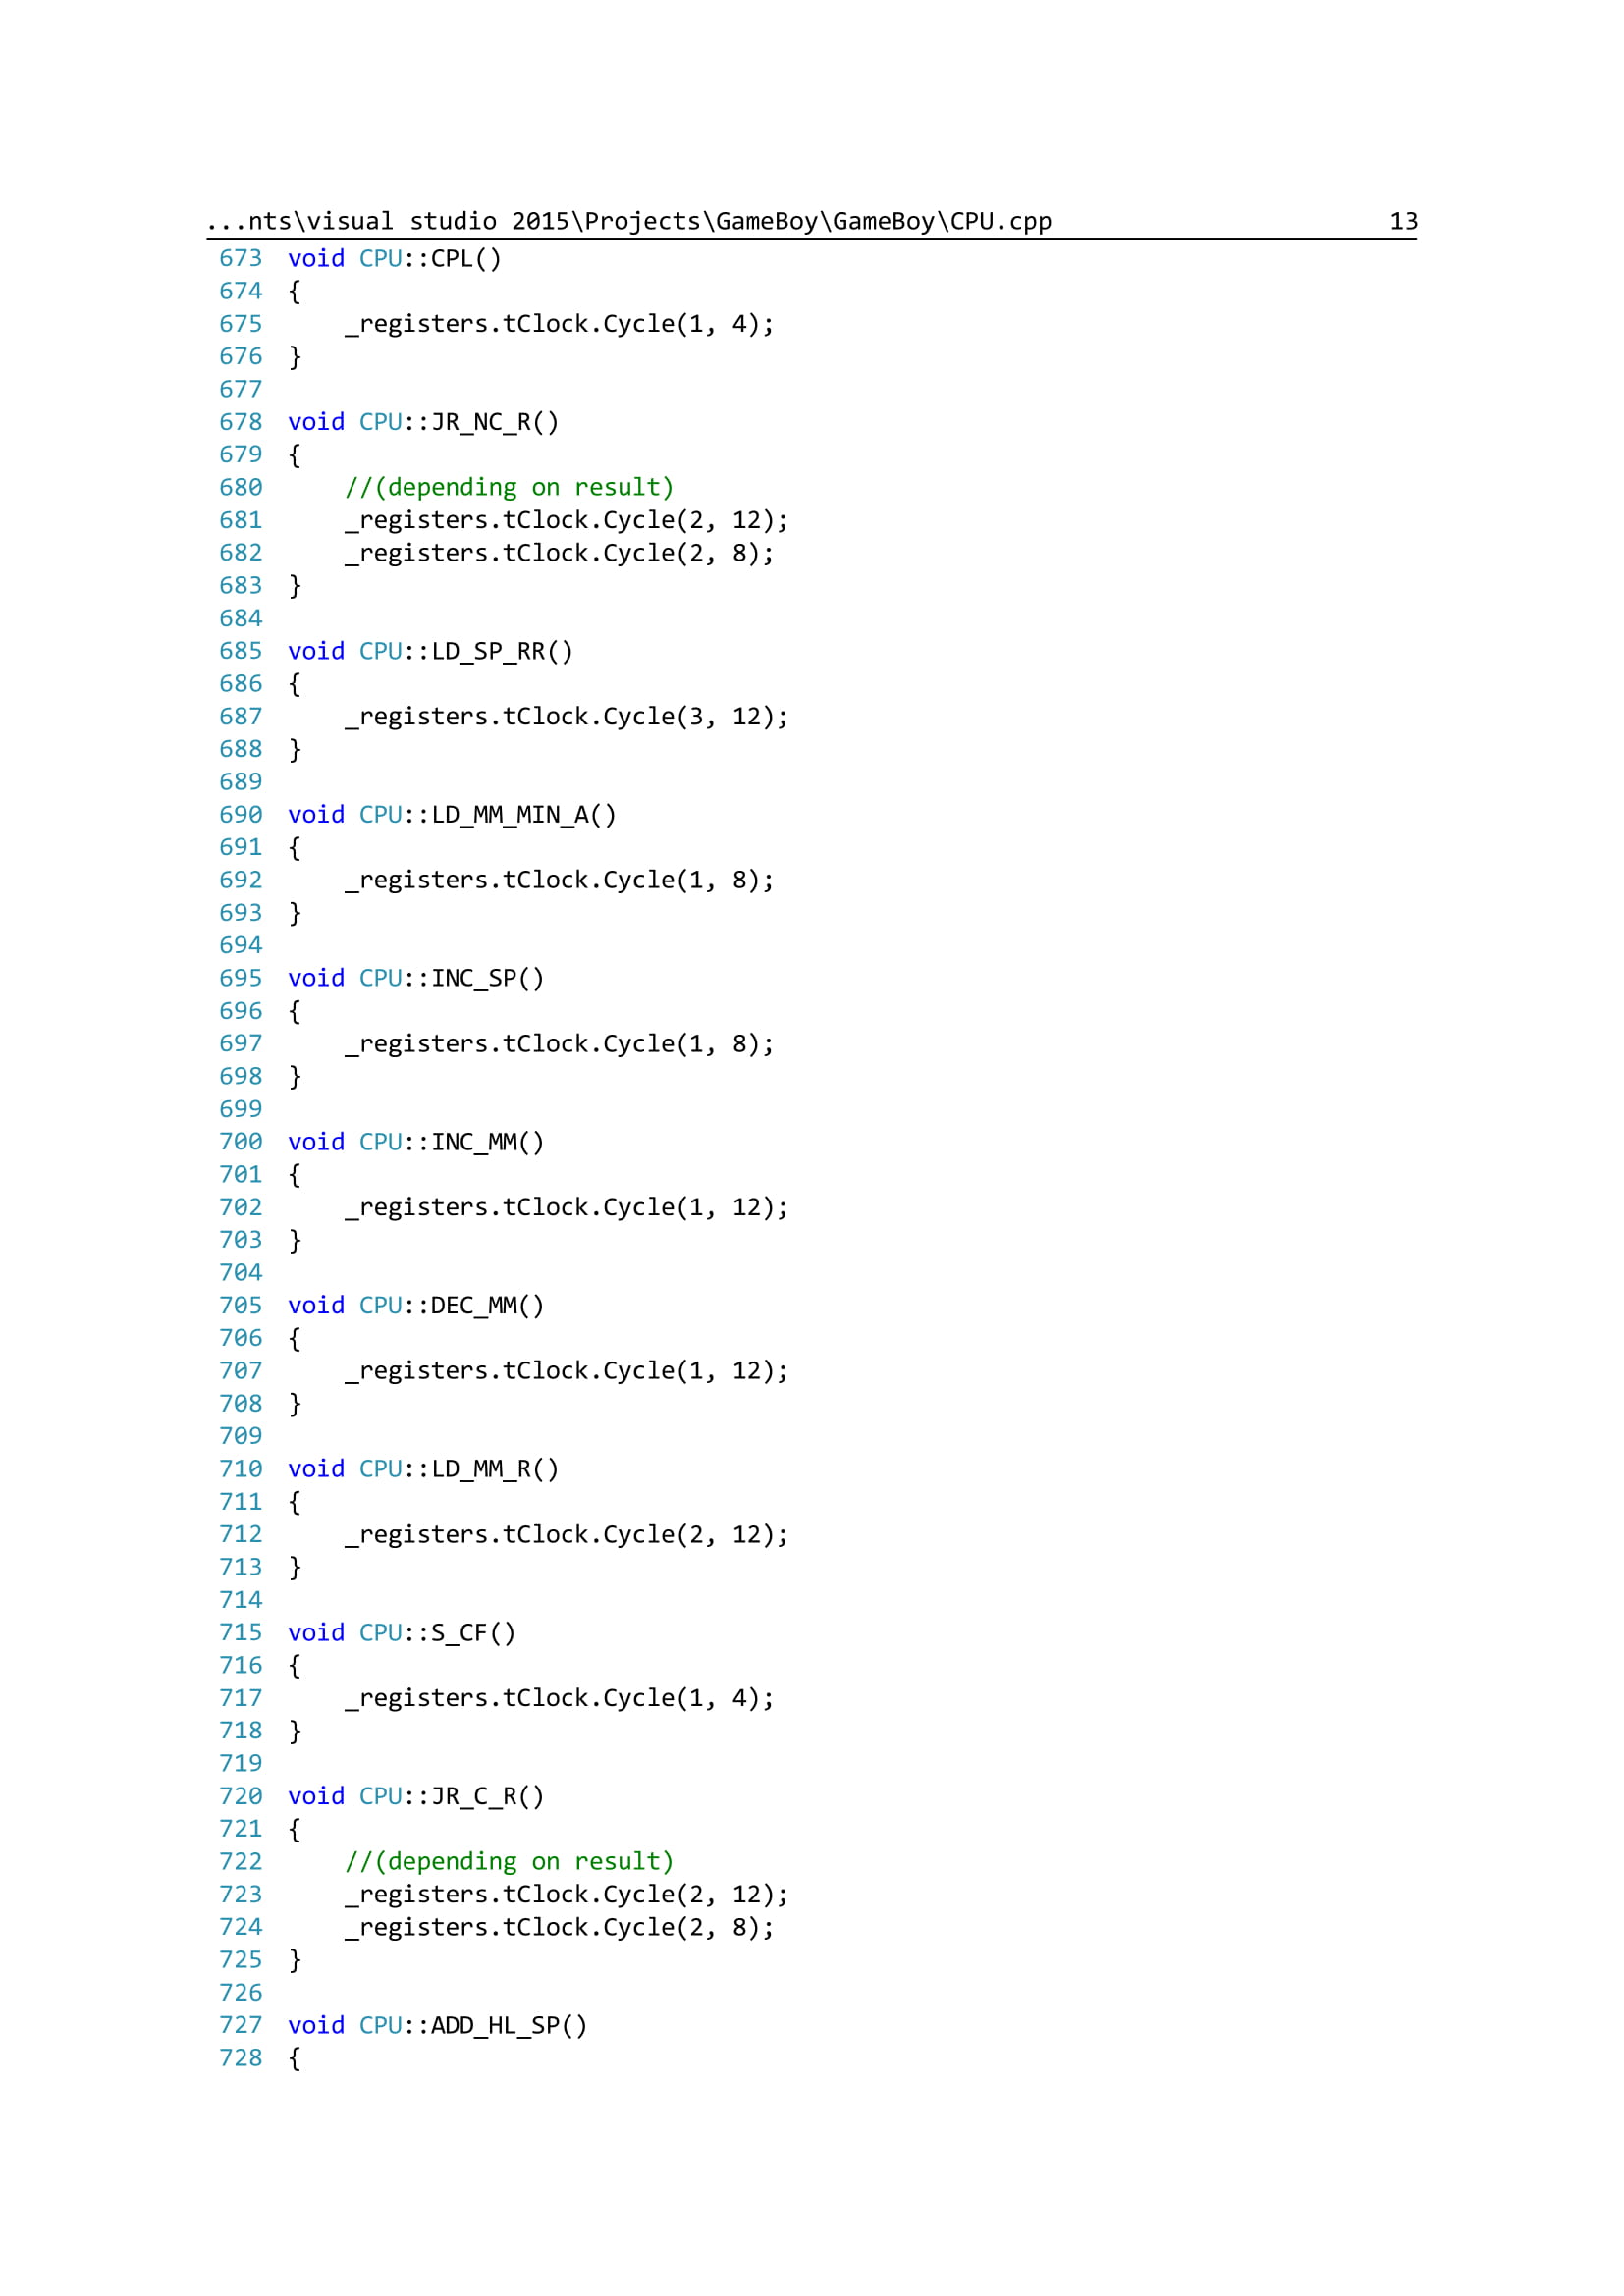 ...nts\visual studio 2015\Projects\GameBoy\GameBoy\CPU.cpp 13
673 void CPU::CPL()
674 {
675     _registers.tClock.Cycle(1, 4);
676 }
677
678 void CPU::JR_NC_R()
679 {
680     //(depending on result)
681     _registers.tClock.Cycle(2, 12);
682     _registers.tClock.Cycle(2, 8);
683 }
684
685 void CPU::LD_SP_RR()
686 {
687     _registers.tClock.Cycle(3, 12);
688 }
689
690 void CPU::LD_MM_MIN_A()
691 {
692     _registers.tClock.Cycle(1, 8);
693 }
694
695 void CPU::INC_SP()
696 {
697     _registers.tClock.Cycle(1, 8);
698 }
699
700 void CPU::INC_MM()
701 {
702     _registers.tClock.Cycle(1, 12);
703 }
704
705 void CPU::DEC_MM()
706 {
707     _registers.tClock.Cycle(1, 12);
708 }
709
710 void CPU::LD_MM_R()
711 {
712     _registers.tClock.Cycle(2, 12);
713 }
714
715 void CPU::S_CF()
716 {
717     _registers.tClock.Cycle(1, 4);
718 }
719
720 void CPU::JR_C_R()
721 {
722     //(depending on result)
723     _registers.tClock.Cycle(2, 12);
724     _registers.tClock.Cycle(2, 8);
725 }
726
727 void CPU::ADD_HL_SP()
728 {